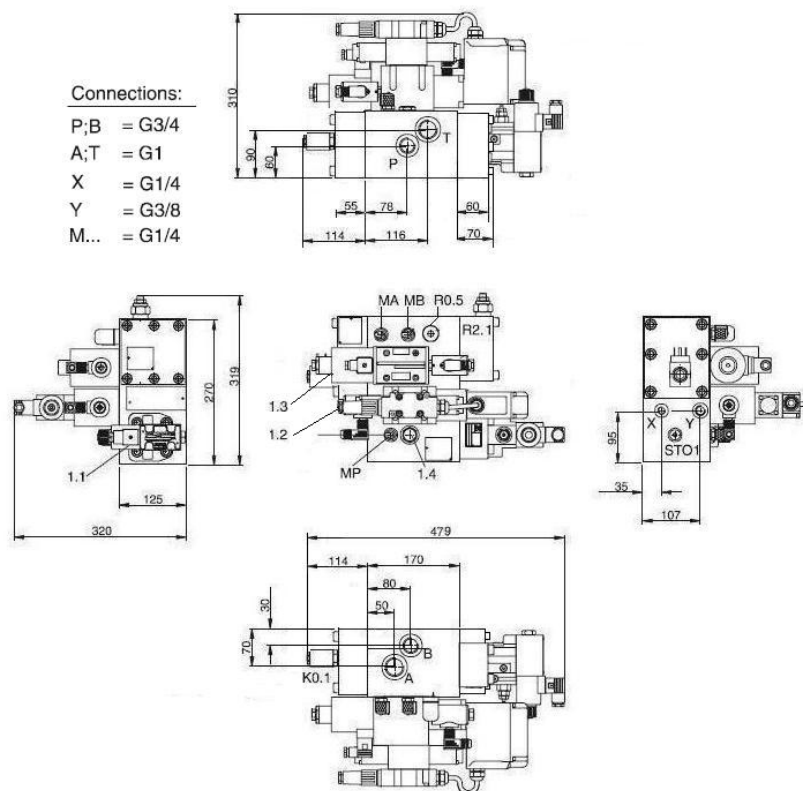 Connections:
P;B = G3/4
A;T = G1
X = G1/4
Y = G3/8
M... = G1/4
310
90
60
T
P
55
78
60
114
116
70
MA MB R0.5
R2.1
1.3
1.2
MP
1.4
319
270
1.1
125
320
X
Y
STO1
95
35
107
479
114
170
80
50
30
70
B
A
K0.1